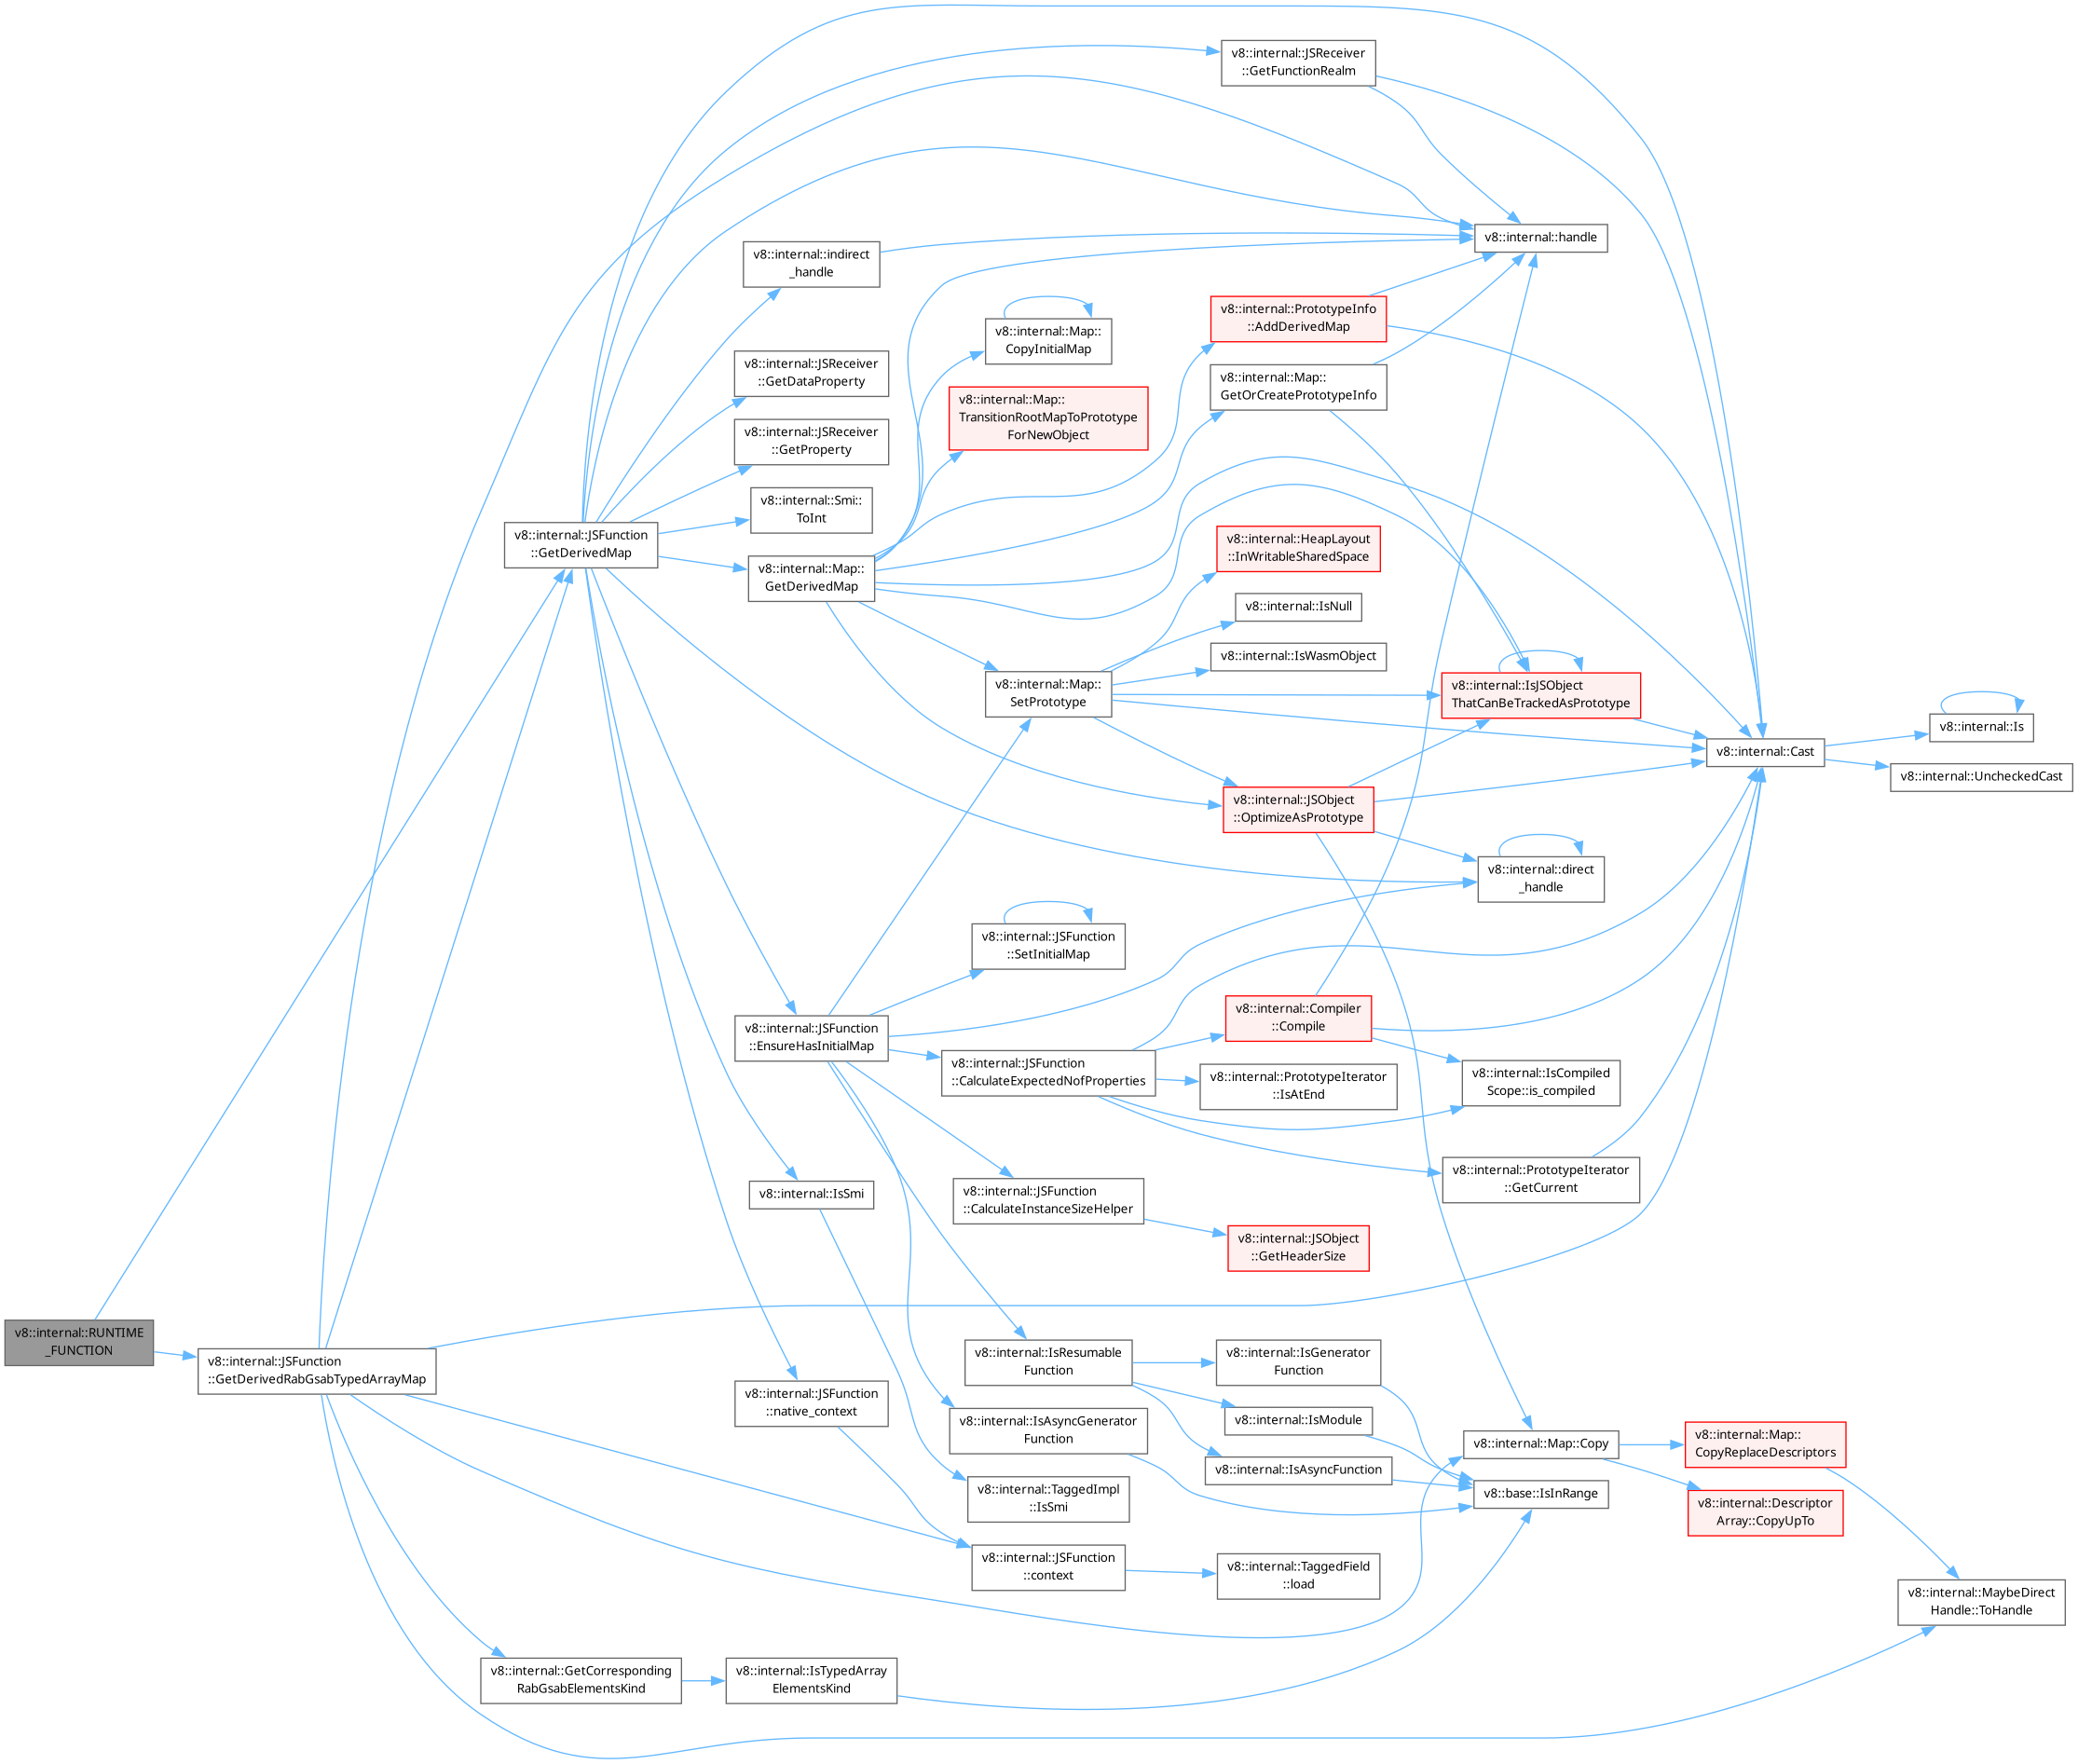 v8::internal::RUNTIME
_FUNCTION
v8::internal::JSFunction
::GetDerivedRabGsabTypedArrayMap
v8::internal::JSFunction
::GetDerivedMap
v8::internal::GetCorresponding
RabGsabElementsKind
v8::internal::indirect
_handle
v8::internal::JSReceiver
::GetDataProperty
v8::internal::JSReceiver
::GetProperty
v8::internal::Smi::
ToInt
v8::internal::Map::
GetDerivedMap
v8::internal::JSFunction
::EnsureHasInitialMap
v8::internal::IsSmi
v8::internal::JSFunction
::native_context
v8::internal::IsTypedArray
ElementsKind
v8::internal::Map::
CopyInitialMap
v8::internal::Map::
TransitionRootMapToPrototype
ForNewObject
v8::internal::Map::
SetPrototype
v8::internal::JSFunction
::SetInitialMap
v8::internal::JSFunction
::CalculateExpectedNofProperties
v8::internal::JSFunction
::CalculateInstanceSizeHelper
v8::internal::IsResumable
Function
v8::internal::IsAsyncGenerator
Function
v8::internal::TaggedImpl
::IsSmi
v8::internal::JSFunction
::context
v8::internal::JSReceiver
::GetFunctionRealm
v8::internal::PrototypeInfo
::AddDerivedMap
v8::internal::Map::
GetOrCreatePrototypeInfo
v8::internal::HeapLayout
::InWritableSharedSpace
v8::internal::IsNull
v8::internal::IsWasmObject
v8::internal::JSObject
::OptimizeAsPrototype
v8::internal::Compiler
::Compile
v8::internal::PrototypeIterator
::IsAtEnd
v8::internal::JSObject
::GetHeaderSize
v8::internal::IsGenerator
Function
v8::internal::IsModule
v8::internal::IsAsyncFunction
v8::internal::TaggedField
::load
v8::internal::handle
v8::internal::IsJSObject
ThatCanBeTrackedAsPrototype
v8::internal::direct
_handle
v8::internal::IsCompiled
Scope::is_compiled
v8::internal::PrototypeIterator
::GetCurrent
v8::internal::Map::Copy
v8::base::IsInRange
v8::internal::Cast
v8::internal::Map::
CopyReplaceDescriptors
v8::internal::Descriptor
Array::CopyUpTo
v8::internal::Is
v8::internal::UncheckedCast
v8::internal::MaybeDirect
Handle::ToHandle